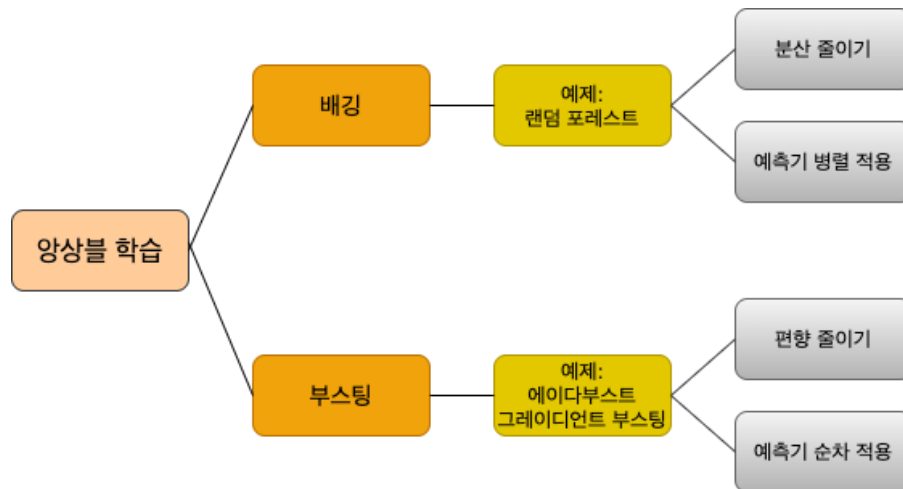 앙상블 학습
배깅
예제:
랜덤 포레스트
분산 줄이기
예측기 병렬 적용
부스팅
예제:
에이다부스트
그레이디언트 부스팅
편향 줄이기
예측기 순차 적용